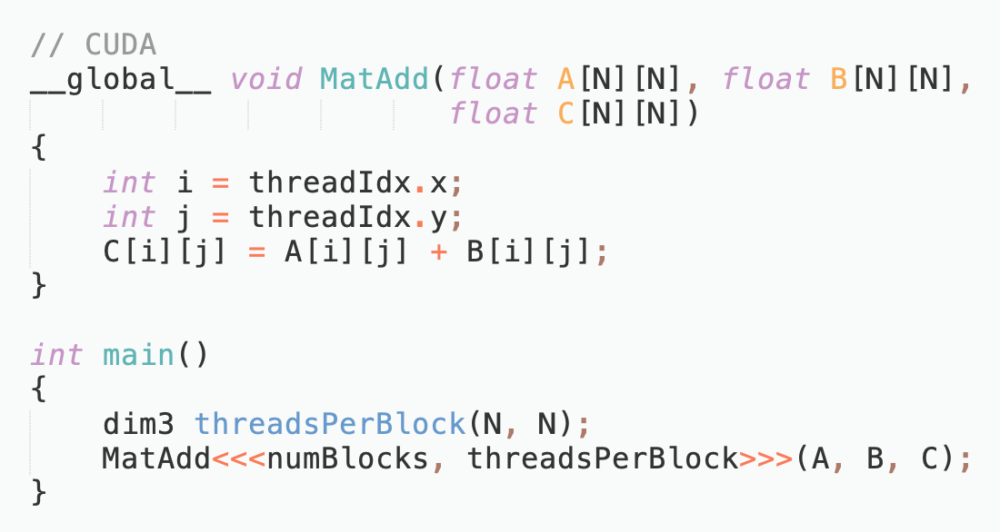 // CUDA
__global__ void MatAdd(float A[N][N], float B[N][N],
                       float C[N][N])
{
    int i = threadIdx.x;
    int j = threadIdx.y;
    C[i][j] = A[i][j] + B[i][j];
}

int main()
{
    dim3 threadsPerBlock(N, N);
    MatAdd<<<numBlocks, threadsPerBlock>>>(A, B, C);
}